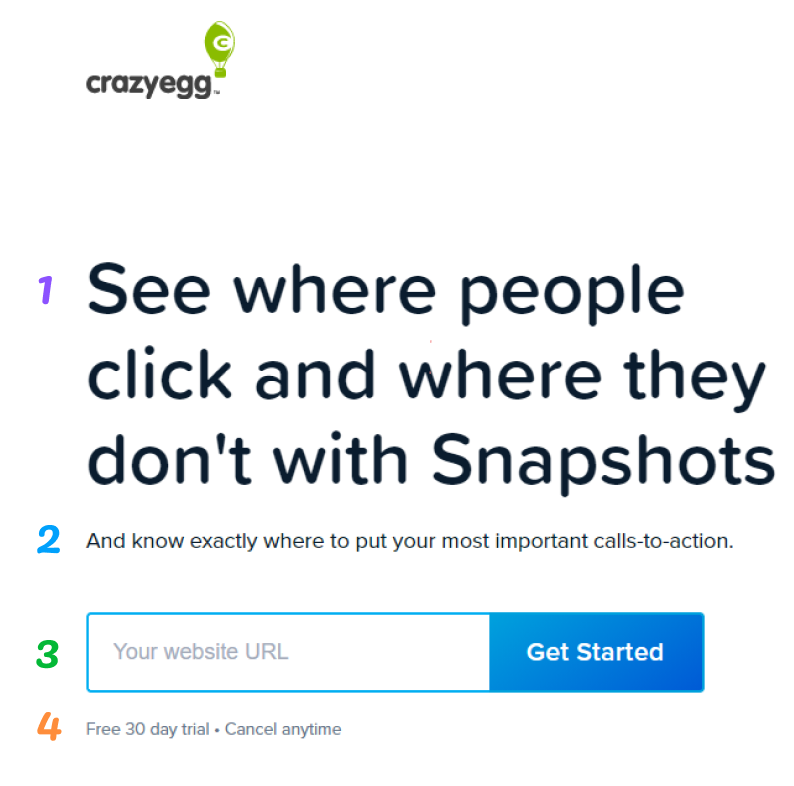 crazyegg™
1 See where people
click and where they
don't with Snapshots
2 And know exactly where to put your most important calls-to-action.
3 Your website URL Get Started
4 Free 30 day trial • Cancel anytime